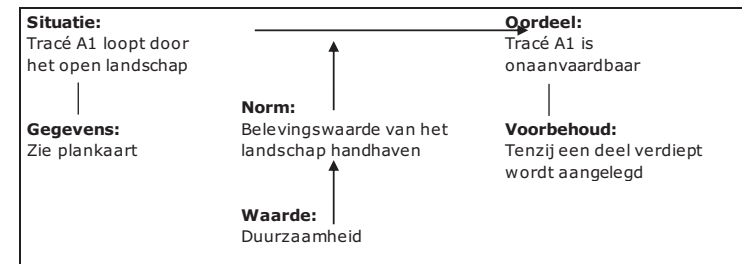 Situatie:
Tracé A1 loopt door
het open landschap
Oordeel:
Tracé A1 is
onaanvaardbaar
Gegevens:
Zie plankaart
Norm:
Belevingswaarde van het
landschap handhaven
Voorbehoud:
Tenzij een deel verdiept
wordt aangelegd
Waarde:
Duurzaamheid